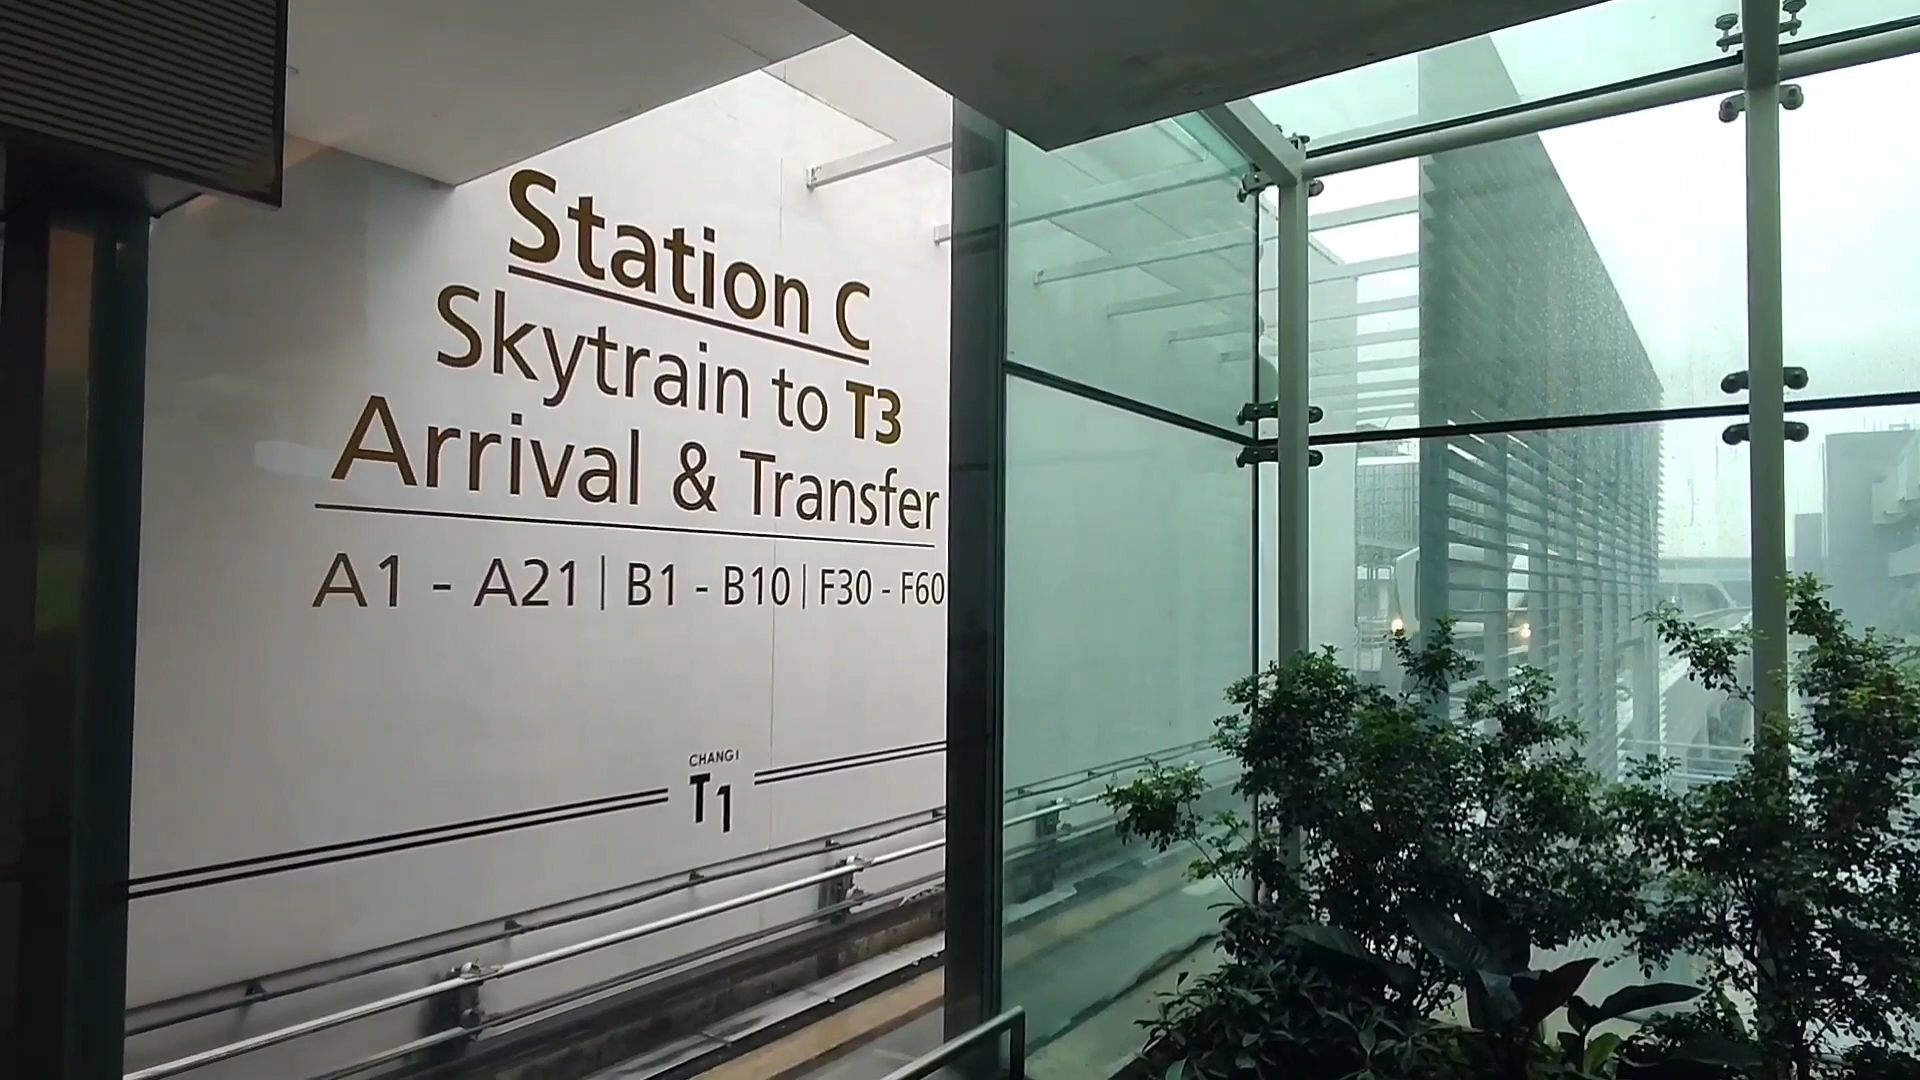 Station C
Skytrain to T3
Arrival & Transfer
A1 - A21 | B1 - B10 | F30 - F60
CHANGI
T1